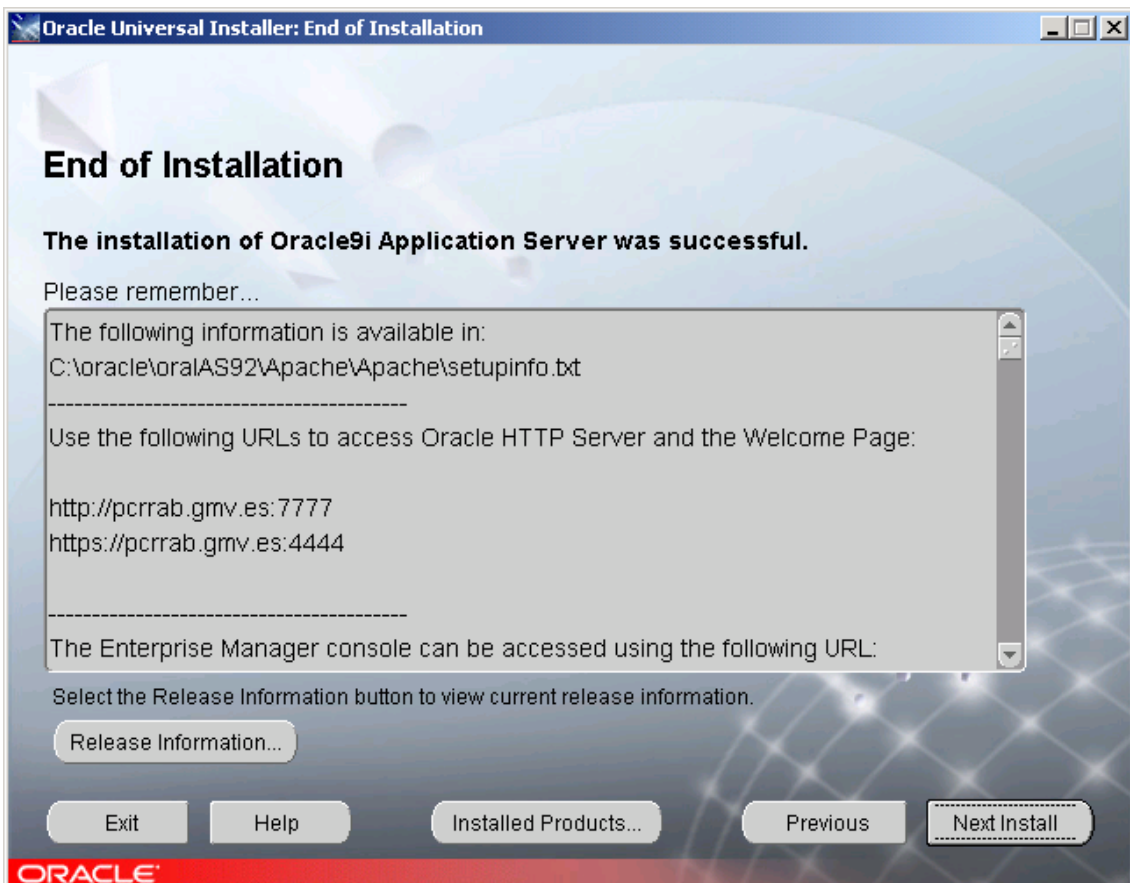 Oracle Universal Installer: End of Installation
End of Installation
The installation of Oracle9i Application Server was successful.
Please remember...
The following information is available in:
C:\oracle\oraIAS92\Apache\Apache\setupinfo.txt
---------------------------------------
Use the following URLs to access Oracle HTTP Server and the Welcome Page:
http://pcrrab.gmv.es:7777
https://pcrrab.gmv.es:4444
---------------------------------------
The Enterprise Manager console can be accessed using the following URL:
Select the Release Information button to view current release information.
Release Information...
Exit Help Installed Products... Previous Next Install
ORACLE